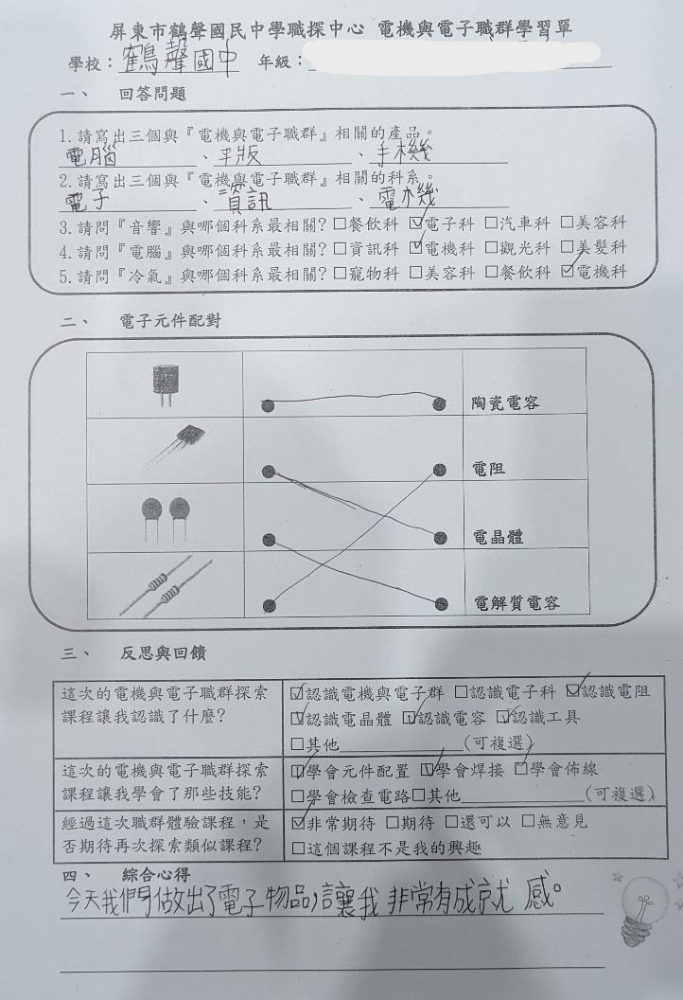 屏東市鶴聲國民中學職探中心 電機與電子職群學習單
學校：鶴聲國中 年級：
一、 回答問題
1.請寫出三個與『電機與電子職群』相關的產品。
電腦、平版、手機
2.請寫出三個與『電機與電子職群』相關的科系。
電子、資訊、電機
3.請問『音響』與哪個科系最相關?□餐飲科 ☑電子科 □汽車科 □美容科
4.請問『電腦』與哪個科系最相關?□資訊科 ☑電機科 □觀光科 □美髮科
5.請問『冷氣』與哪個科系最相關?□寵物科 □美容科 □餐飲科 ☑電機科
二、 電子元件配對
陶瓷電容
電阻
電晶體
電解質電容
三、 反思與回饋
這次的電機與電子職群探索
課程讓我認識了什麼?
☑認識電機與電子群 □認識電子科 ☑認識電阻
☑認識電晶體 ☑認識電容 ☑認識工具
□其他＿＿＿＿＿＿(可複選)
這次的電機與電子職群探索
課程讓我學會了那些技能?
☑學會元件配置 ☑學會焊接 ☑學會佈線
□學會檢查電路□其他＿＿＿＿＿＿(可複選)
經過這次職群體驗課程，是
否期待再次探索類似課程?
☑非常期待 □期待 □還可以 □無意見
□這個課程不是我的興趣
四、 綜合心得
今天我們做出了電子物品，讓我非常有成就感。